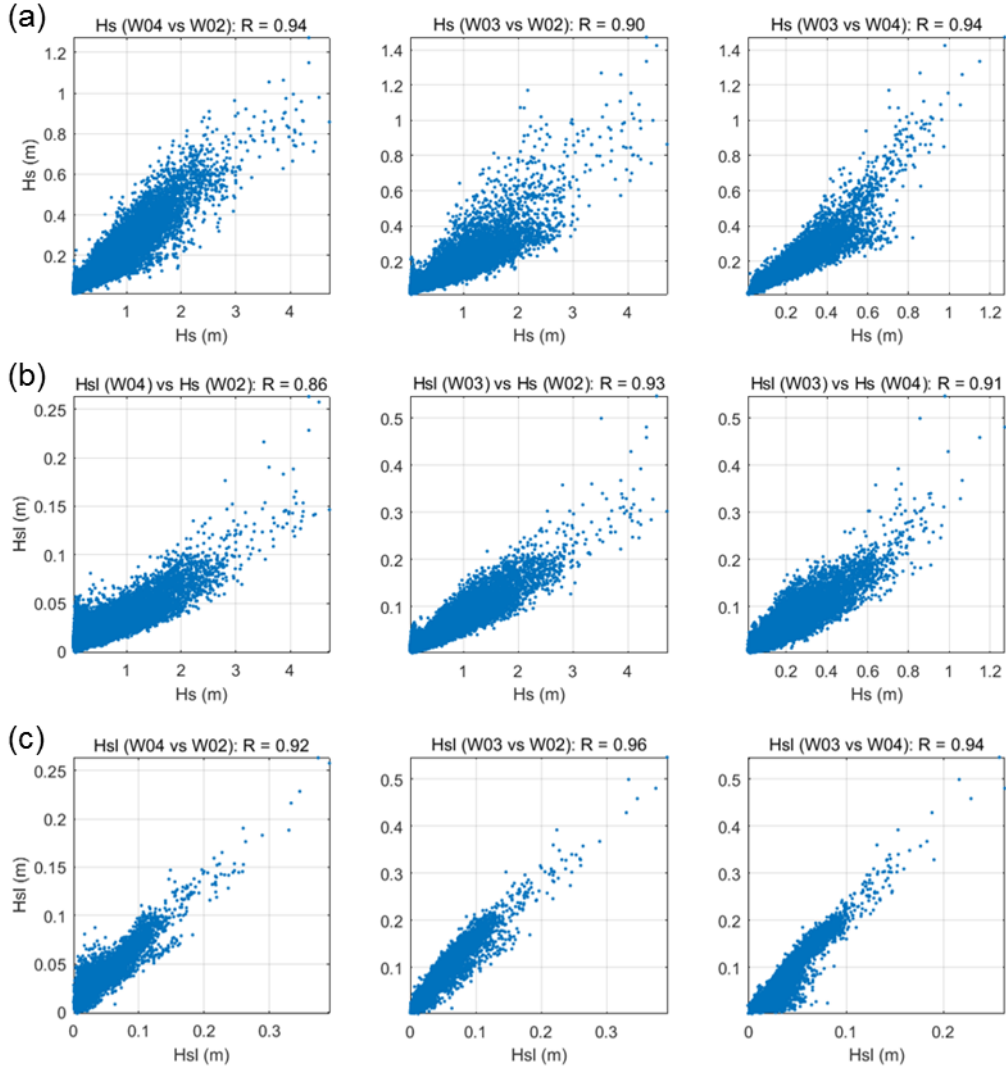 (a)
Hs (W04 vs W02): R = 0.94
Hs (W03 vs W02): R = 0.90
Hs (W03 vs W04): R = 0.94
Hs (m)
1.2
1
0.8
0.6
0.4
0.2
1 2 3 4
Hs (m)
1.4
1.2
1
0.8
0.6
0.4
0.2
1 2 3 4
Hs (m)
1.4
1.2
1
0.8
0.6
0.4
0.2
0.2 0.4 0.6 0.8 1 1.2
Hs (m)
(b)
Hsl (W04) vs Hs (W02): R = 0.86
Hsl (W03) vs Hs (W02): R = 0.93
Hsl (W03) vs Hs (W04): R = 0.91
Hsl (m)
0.25
0.2
0.15
0.1
0.05
0
1 2 3 4
Hs (m)
0.5
0.4
0.3
0.2
0.1
1 2 3 4
Hs (m)
0.5
0.4
0.3
0.2
0.1
0.2 0.4 0.6 0.8 1 1.2
Hs (m)
(c)
Hsl (W04 vs W02): R = 0.92
Hsl (W03 vs W02): R = 0.96
Hsl (W03 vs W04): R = 0.94
Hsl (m)
0.25
0.2
0.15
0.1
0.05
0
0 0.1 0.2 0.3
Hsl (m)
0.5
0.4
0.3
0.2
0.1
0 0.1 0.2 0.3
Hsl (m)
0.5
0.4
0.3
0.2
0.1
0 0.1 0.2
Hsl (m)